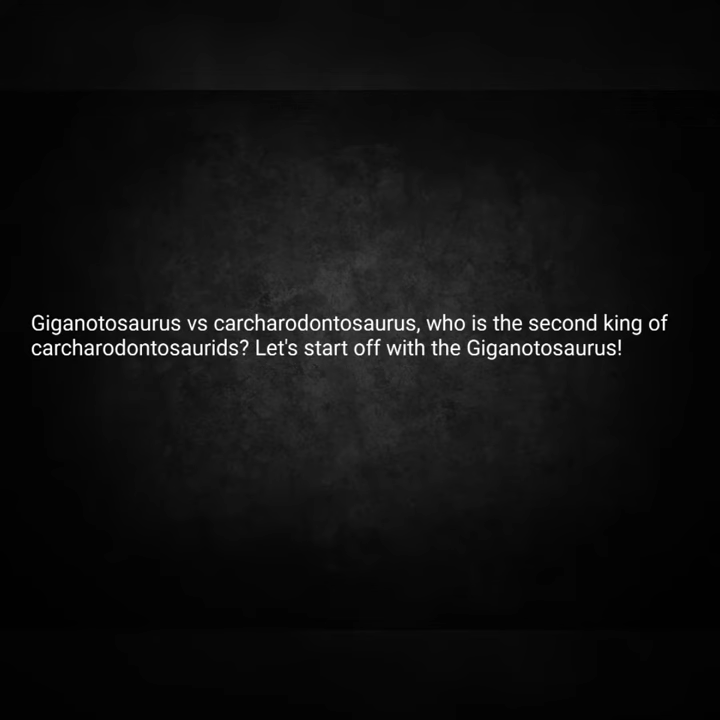 Giganotosaurus vs carcharodontosaurus, who is the second king of
carcharodontosaurids? Let's start off with the Giganotosaurus!